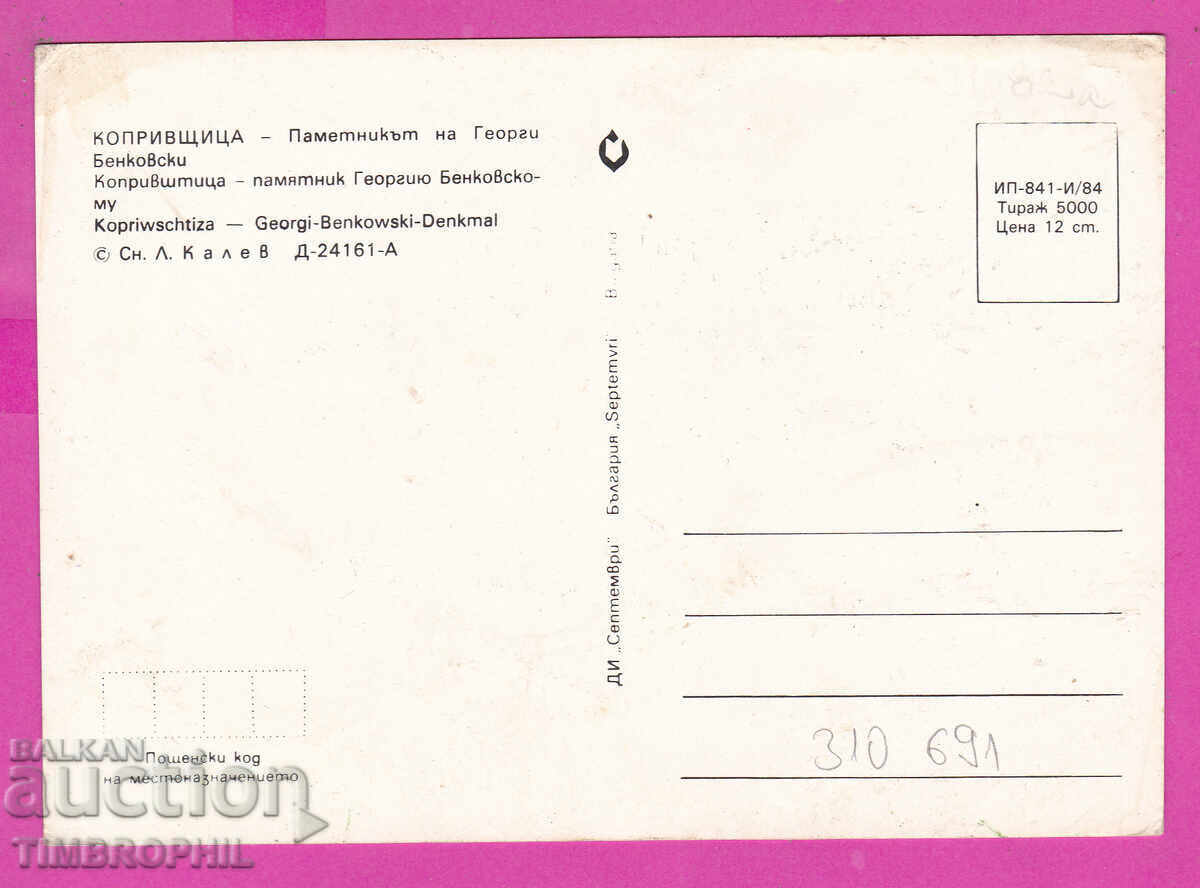 КОПРИВЩИЦА – Паметникът на Георги
Бенковски
Копривштица – памятник Георгию Бенковско-
му
Kopriwschtiza — Georgi-Benkowski-Denkmal
© Сн. Л. Калев Д-24161-А
ИП-841-И/84
Тираж 5000
Цена 12 ст.
ДИ „Септември" България „Septemvri"
310 691
Пощенски код
на местоназначението
BALKAN
auction
TIMBROPHIL